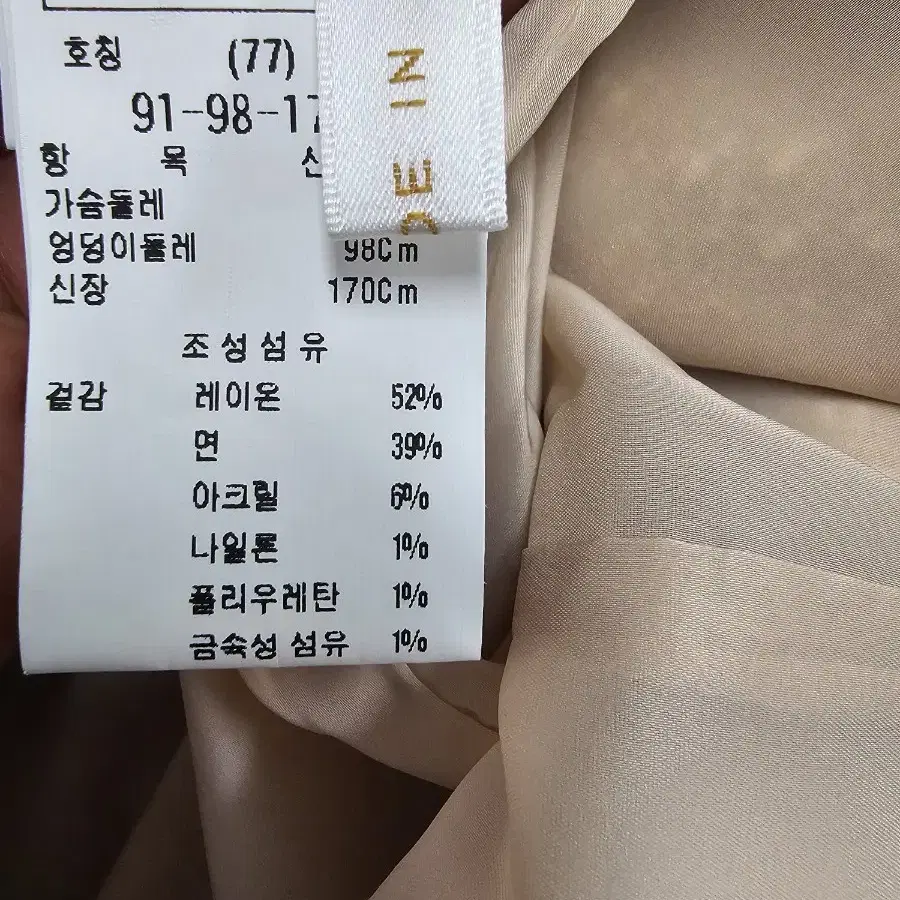 호칭 (77)
91-98-17
항 목 신
가슴둘레
엉덩이둘레 98Cm
신장 170Cm
조성섬유
겉감 레이온 52%
면 39%
아크릴 6%
나일론 1%
폴리우레탄 1%
금속성 섬유 1%